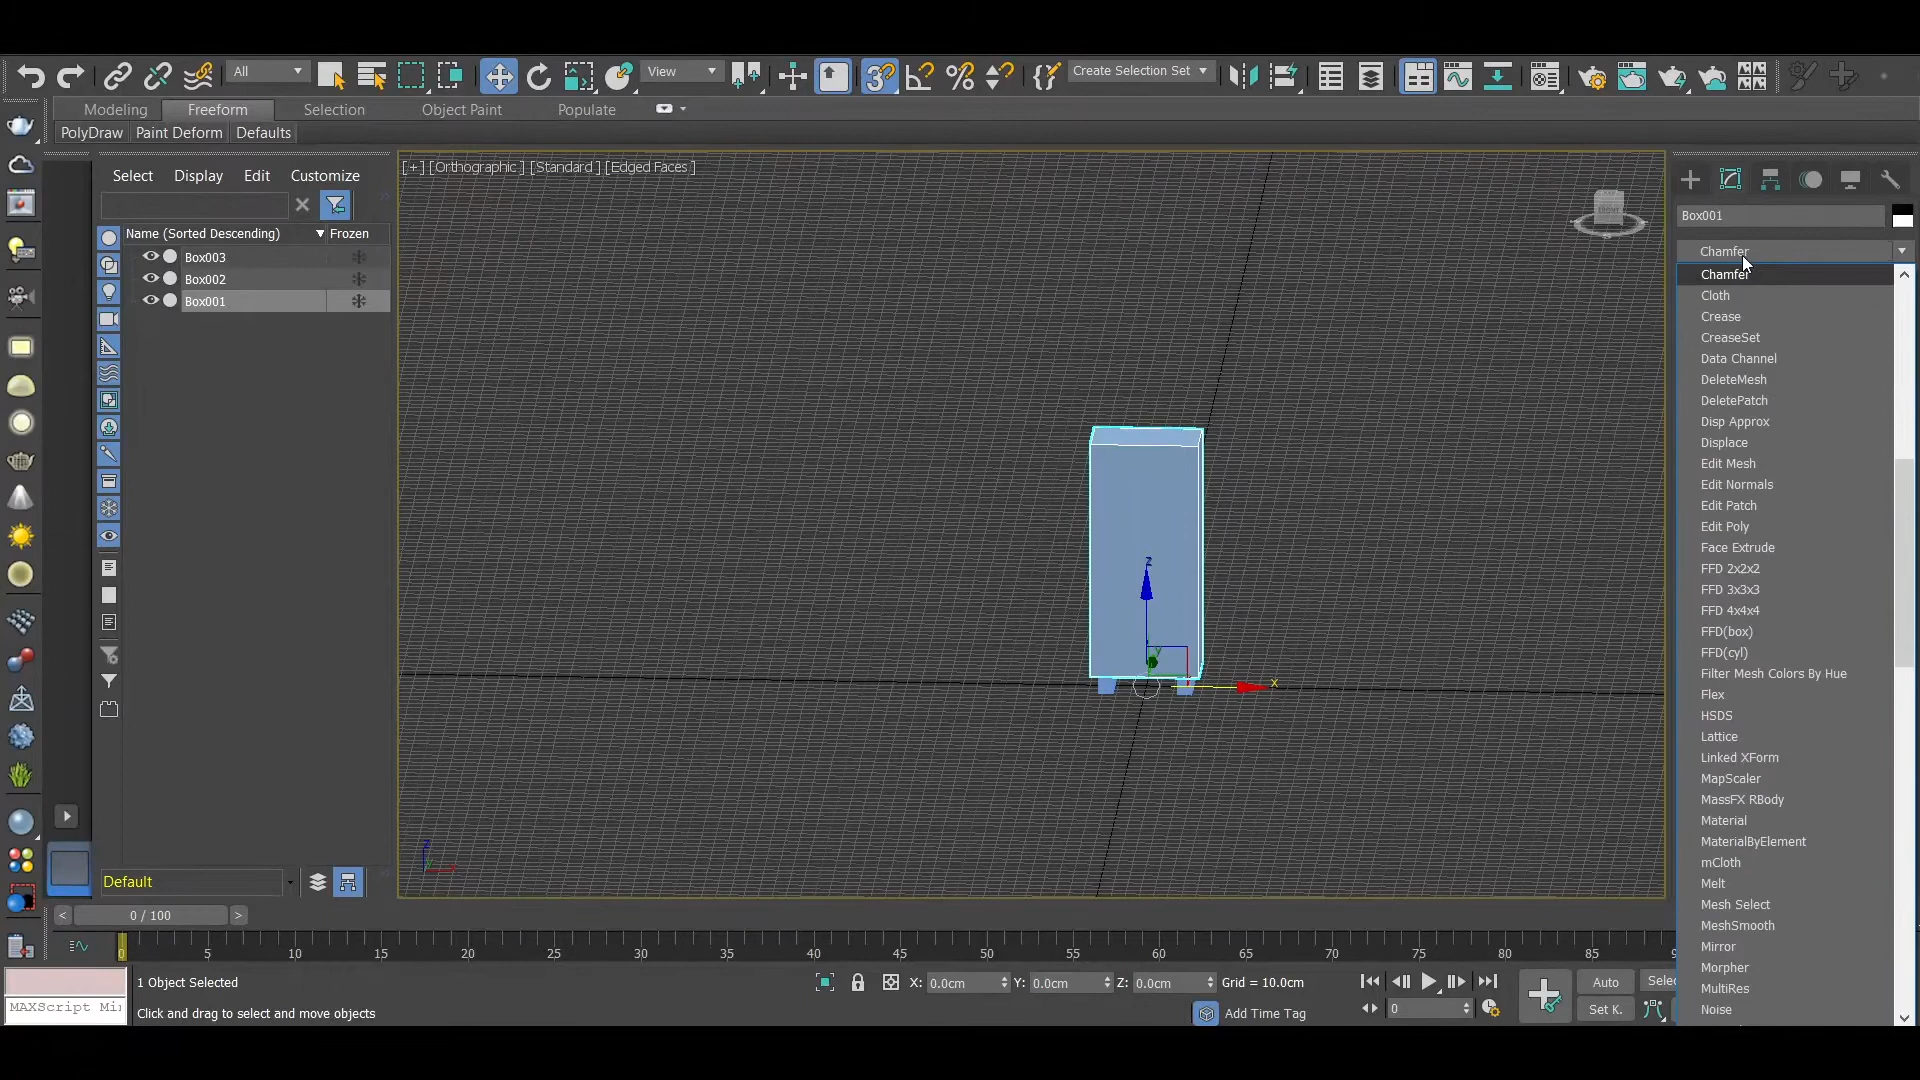 All
View
Create Selection Set
Modeling
Freeform
Selection
Object Paint
Populate
PolyDraw
Paint Deform
Defaults
Select
Display
Edit
Customize
Name (Sorted Descending)
Frozen
Box003
Box002
Box001
Default
[+] [Orthographic ] [Standard ] [Edged Faces ]
FRONT
z
y
x
Box001
Chamfer
Chamfer
Cloth
Crease
CreaseSet
Data Channel
DeleteMesh
DeletePatch
Disp Approx
Displace
Edit Mesh
Edit Normals
Edit Patch
Edit Poly
Face Extrude
FFD 2x2x2
FFD 3x3x3
FFD 4x4x4
FFD(box)
FFD(cyl)
Filter Mesh Colors By Hue
Flex
HSDS
Lattice
Linked XForm
MapScaler
MassFX RBody
Material
MaterialByElement
mCloth
Melt
Mesh Select
MeshSmooth
Mirror
Morpher
MultiRes
Noise
< 0 / 100 >
0 5 10 15 20 25 30 35 40 45 50 55 60 65 70 75 80 85
1 Object Selected
X: 0.0cm Y: 0.0cm Z: 0.0cm Grid = 10.0cm
Auto
Selec
MAXScript Mi
Click and drag to select and move objects
Add Time Tag
0
Set K.